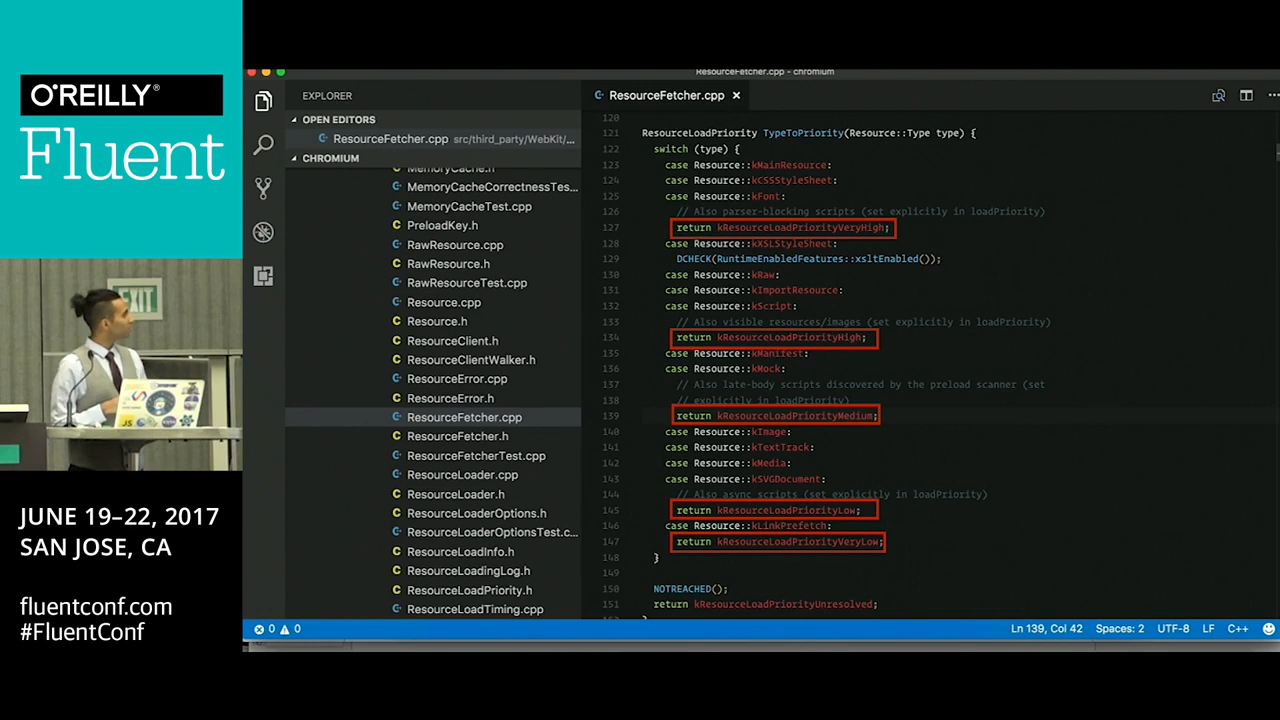 O'REILLY®
Fluent
EXIT
JS
JUNE 19–22, 2017
SAN JOSE, CA
fluentconf.com
#FluentConf
ResourceFetcher.cpp - chromium
EXPLORER
OPEN EDITORS
ResourceFetcher.cpp src/third_party/WebKit/...
CHROMIUM
MemoryCache.h
MemoryCacheCorrectnessTes...
MemoryCacheTest.cpp
PreloadKey.h
RawResource.cpp
RawResource.h
RawResourceTest.cpp
Resource.cpp
Resource.h
ResourceClient.h
ResourceClientWalker.h
ResourceError.cpp
ResourceError.h
ResourceFetcher.cpp
ResourceFetcher.h
ResourceFetcherTest.cpp
ResourceLoader.cpp
ResourceLoader.h
ResourceLoaderOptions.h
ResourceLoaderOptionsTest.c...
ResourceLoadInfo.h
ResourceLoadingLog.h
ResourceLoadPriority.h
ResourceLoadTiming.cpp
ResourceFetcher.cpp ×
120
121 ResourceLoadPriority TypeToPriority(Resource::Type type) {
122 switch (type) {
123 case Resource::kMainResource:
124 case Resource::kCSSStyleSheet:
125 case Resource::kFont:
126 // Also parser-blocking scripts (set explicitly in loadPriority)
127 return kResourceLoadPriorityVeryHigh;
128 case Resource::kXSLStyleSheet:
129 DCHECK(RuntimeEnabledFeatures::xsltEnabled());
130 case Resource::kRaw:
131 case Resource::kImportResource:
132 case Resource::kScript:
133 // Also visible resources/images (set explicitly in loadPriority)
134 return kResourceLoadPriorityHigh;
135 case Resource::kManifest:
136 case Resource::kMock:
137 // Also late-body scripts discovered by the preload scanner (set
138 // explicitly in loadPriority)
139 return kResourceLoadPriorityMedium;
140 case Resource::kImage:
141 case Resource::kTextTrack:
142 case Resource::kMedia:
143 case Resource::kSVGDocument:
144 // Also async scripts (set explicitly in loadPriority)
145 return kResourceLoadPriorityLow;
146 case Resource::kLinkPrefetch:
147 return kResourceLoadPriorityVeryLow;
148 }
149
150 NOTREACHED();
151 return kResourceLoadPriorityUnresolved;
0 0
Ln 139, Col 42 Spaces: 2 UTF-8 LF C++